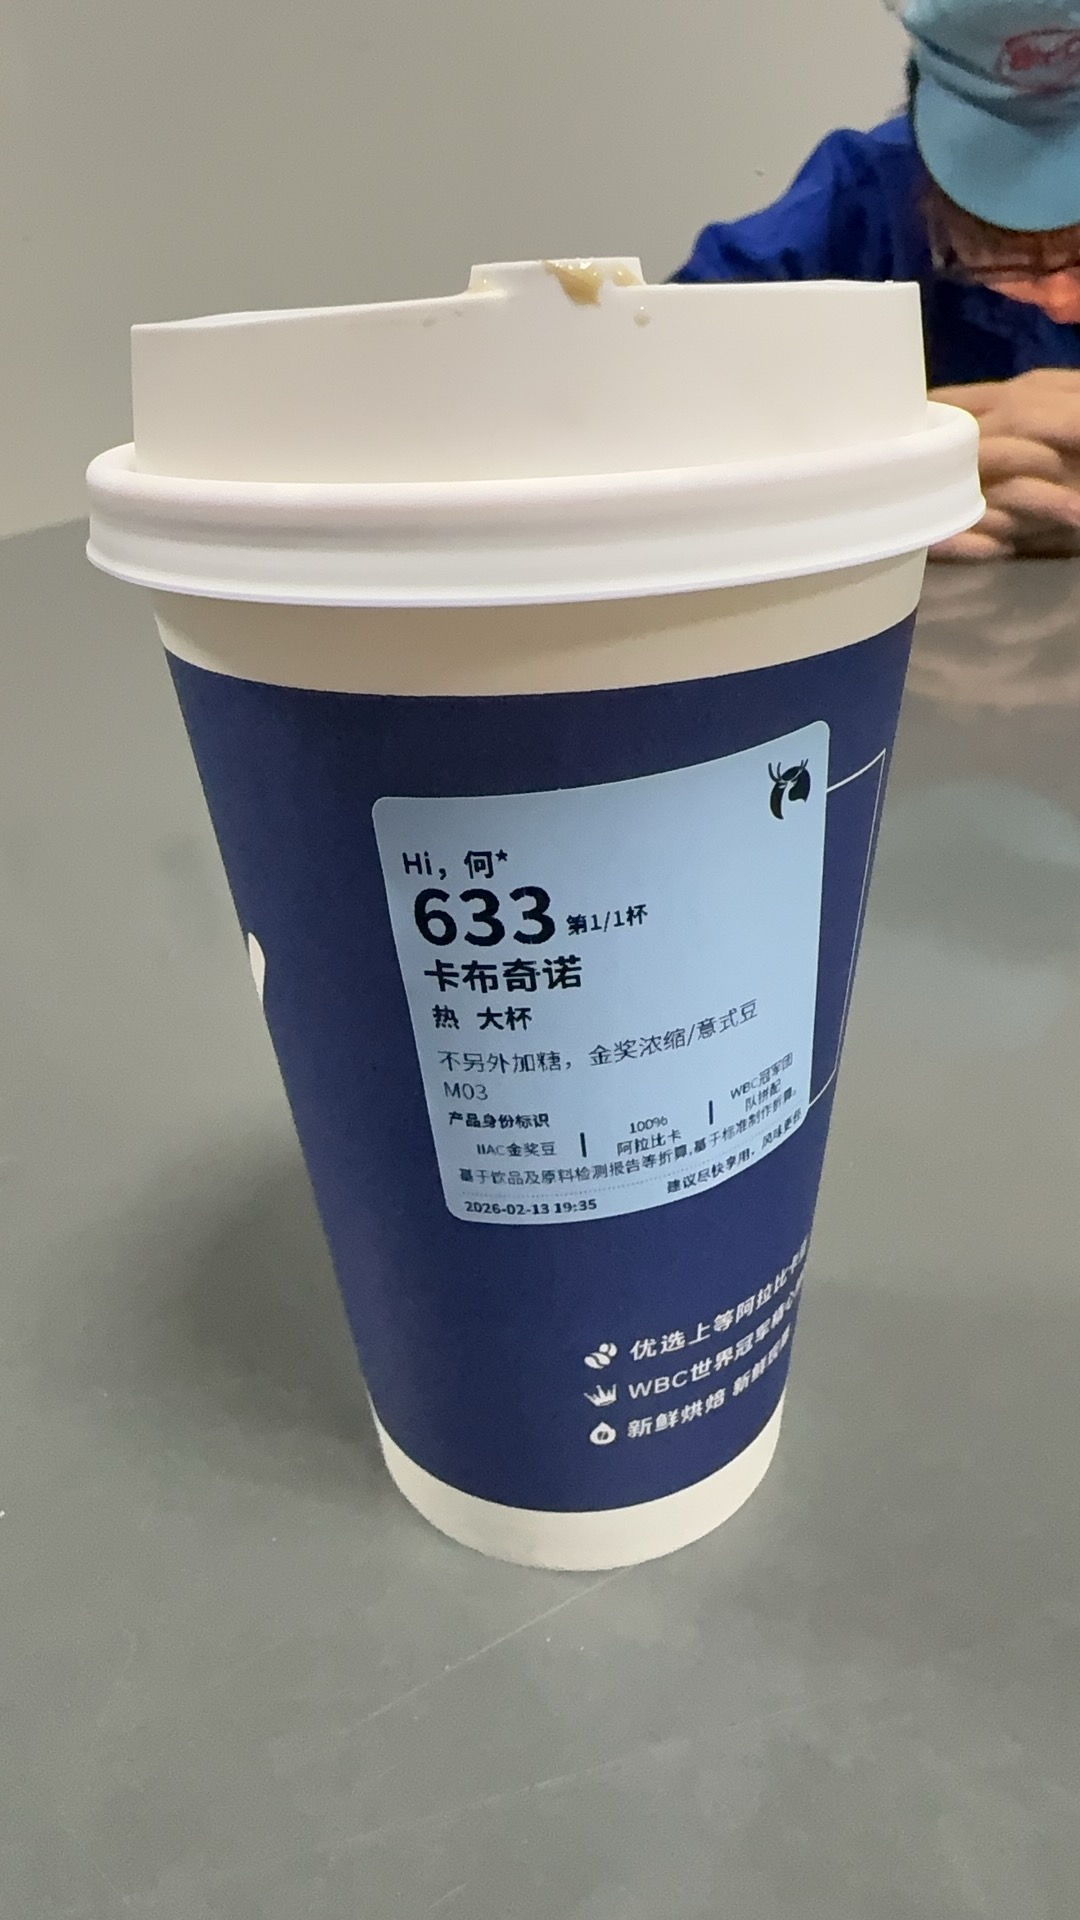 Hi，何*
633 第1/1杯
卡布奇诺
热 大杯
不另外加糖，金奖浓缩/意式豆
M03
产品身份标识
IIAC金奖豆 | 100% 阿拉比卡 | WBC冠军团队拼配
基于饮品及原料检测报告等折算,基于标准制作折算。
建议尽快享用，风味更佳
2026-02-13 19:35
优选上等阿拉比卡
WBC世界冠军精心
新鲜烘焙 新鲜